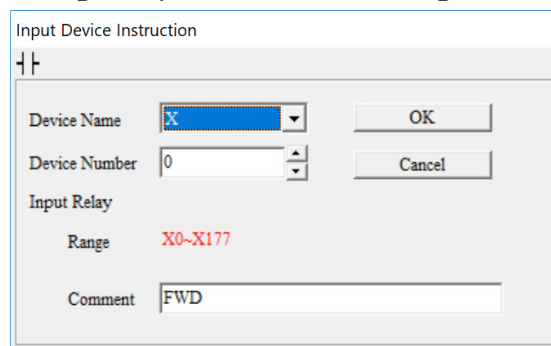 Input Device Instruction
Device Name X OK
Device Number 0 Cancel
Input Relay
Range X0~X177
Comment FWD